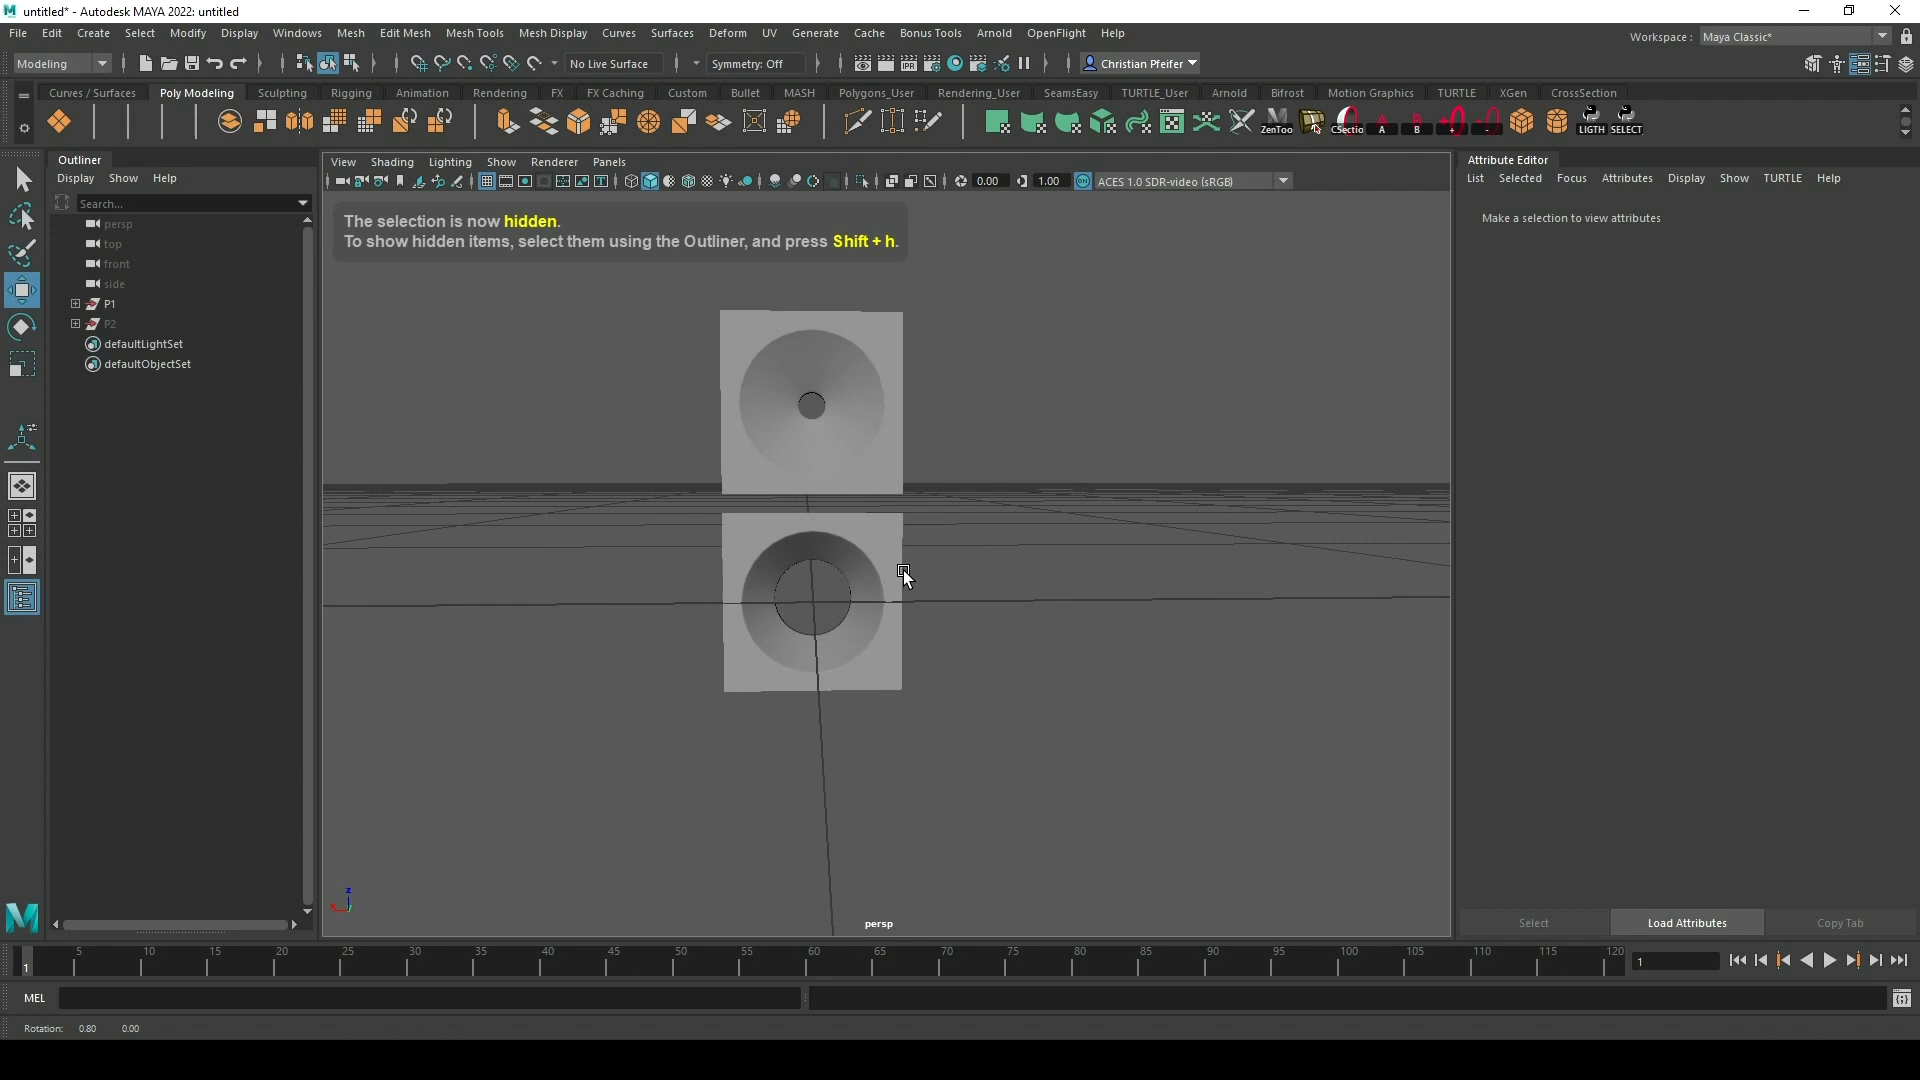 untitled* - Autodesk MAYA 2022: untitled
File Edit Create Select Modify Display Windows Mesh Edit Mesh Mesh Tools Mesh Display Curves Surfaces Deform UV Generate Cache Bonus Tools Arnold OpenFlight Help
Workspace : Maya Classic*
Modeling
No Live Surface
Symmetry: Off
Christian Pfeifer
Curves / Surfaces Poly Modeling Sculpting Rigging Animation Rendering FX FX Caching Custom Bullet MASH Polygons_User Rendering_User SeamsEasy TURTLE_User Arnold Bifrost Motion Graphics TURTLE XGen CrossSection
ZenToo CSectio A B + - LIGTH SELECT
Outliner
Display Show Help
Search...
persp
top
front
side
P1
P2
defaultLightSet
defaultObjectSet
View Shading Lighting Show Renderer Panels
0.00 1.00 ON ACES 1.0 SDR-video (sRGB)
The selection is now hidden.
To show hidden items, select them using the Outliner, and press Shift + h.
z
persp
Attribute Editor
List Selected Focus Attributes Display Show TURTLE Help
Make a selection to view attributes
Select Load Attributes Copy Tab
5 10 15 20 25 30 35 40 45 50 55 60 65 70 75 80 85 90 95 100 105 110 115 120
1
1
MEL
Rotation: 0.80 0.00